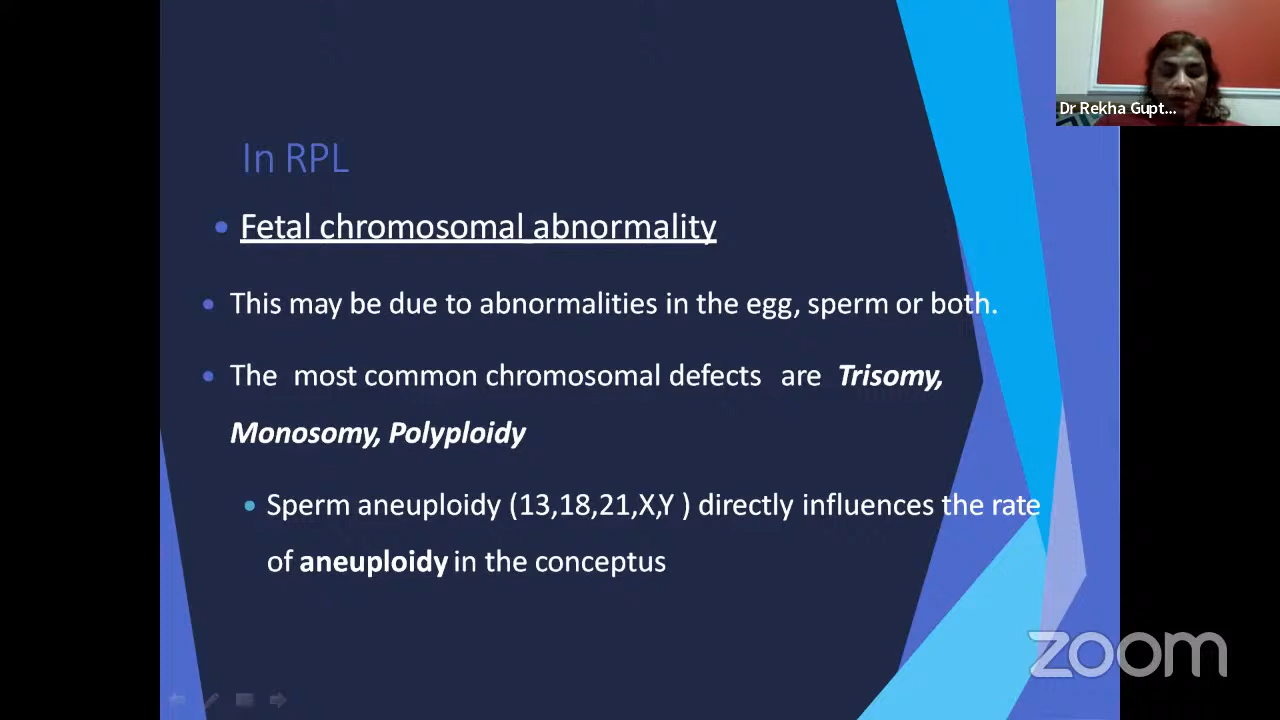 Dr Rekha Gupt...
In RPL
• Fetal chromosomal abnormality
• This may be due to abnormalities in the egg, sperm or both.
• The most common chromosomal defects are Trisomy,
Monosomy, Polyploidy
• Sperm aneuploidy (13,18,21,X,Y ) directly influences the rate
of aneuploidy in the conceptus
zoom